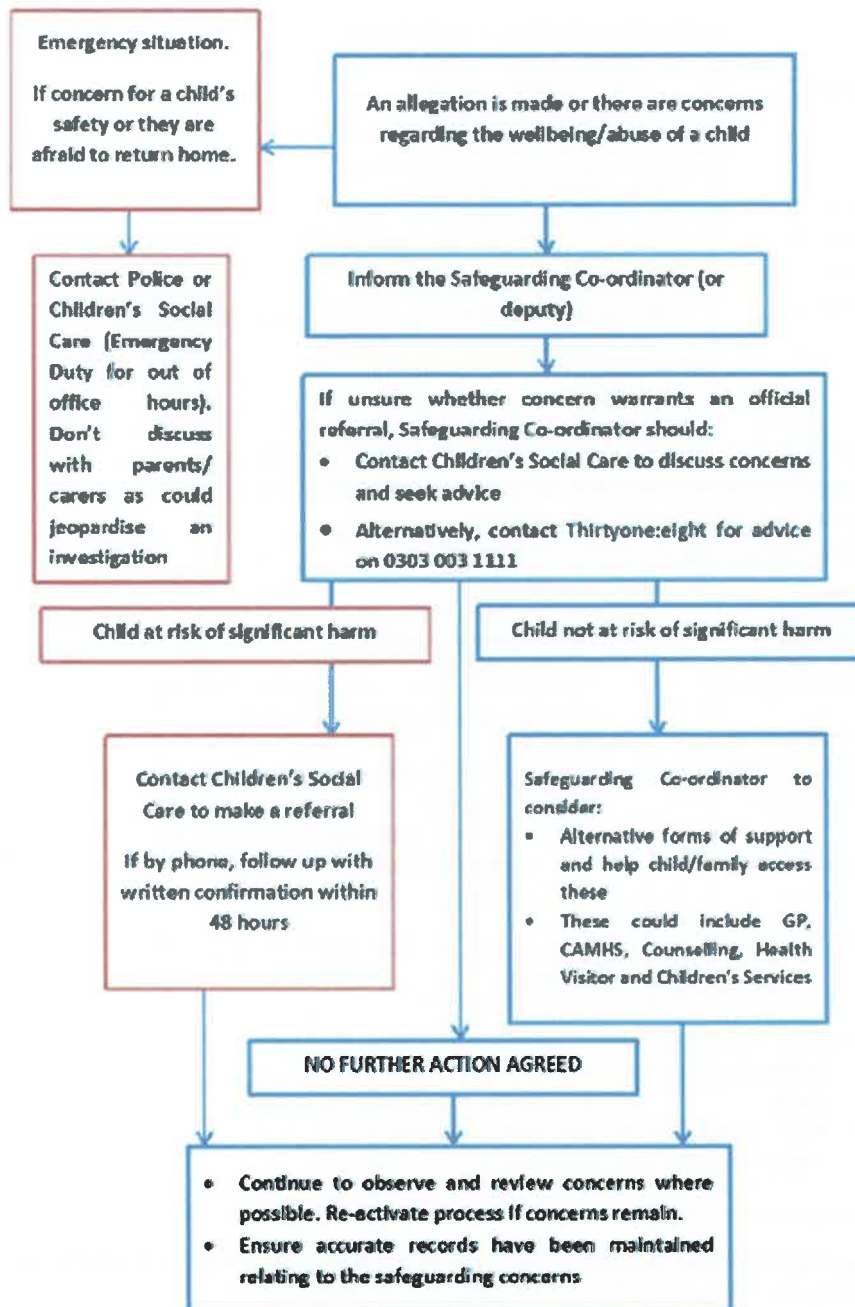 Emergency situation.
If concern for a child's
safety or they are
afraid to return home.
An allegation is made or there are concerns
regarding the wellbeing/abuse of a child
Contact Police or
Children's Social
Care (Emergency
Duty for out of
office hours).
Don't discuss
with parents/
carers as could
jeopardise an
investigation
Inform the Safeguarding Co-ordinator (or
deputy)
If unsure whether concern warrants an official
referral, Safeguarding Co-ordinator should:
• Contact Children's Social Care to discuss concerns
and seek advice
• Alternatively, contact Thirtyone:eight for advice
on 0303 003 1111
Child at risk of significant harm
Child not at risk of significant harm
Contact Children's Social
Care to make a referral
If by phone, follow up with
written confirmation within
48 hours
Safeguarding Co-ordinator to
consider:
• Alternative forms of support
and help child/family access
these
• These could include GP,
CAMHS, Counselling, Health
Visitor and Children's Services
NO FURTHER ACTION AGREED
• Continue to observe and review concerns where
possible. Re-activate process if concerns remain.
• Ensure accurate records have been maintained
relating to the safeguarding concerns